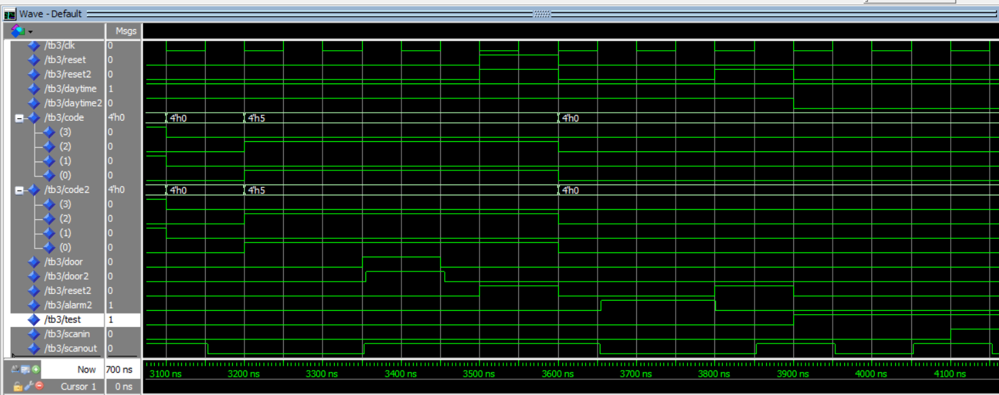 Wave - Default
Msgs
/tb3/clk 0
/tb3/reset 0
/tb3/reset2 0
/tb3/daytime 1
/tb3/daytime2 0
/tb3/code 4'h0 4'h0 4'h5 4'h0
(3) 0
(2) 0
(1) 0
(0) 0
/tb3/code2 4'h0 4'h0 4'h5 4'h0
(3) 0
(2) 0
(1) 0
(0) 0
/tb3/door 0
/tb3/door2 0
/tb3/reset2 0
/tb3/alarm2 1
/tb3/test 1
/tb3/scanin 0
/tb3/scanout 0
Now 700 ns 3100 ns 3200 ns 3300 ns 3400 ns 3500 ns 3600 ns 3700 ns 3800 ns 3900 ns 4000 ns 4100 ns
Cursor 1 0 ns